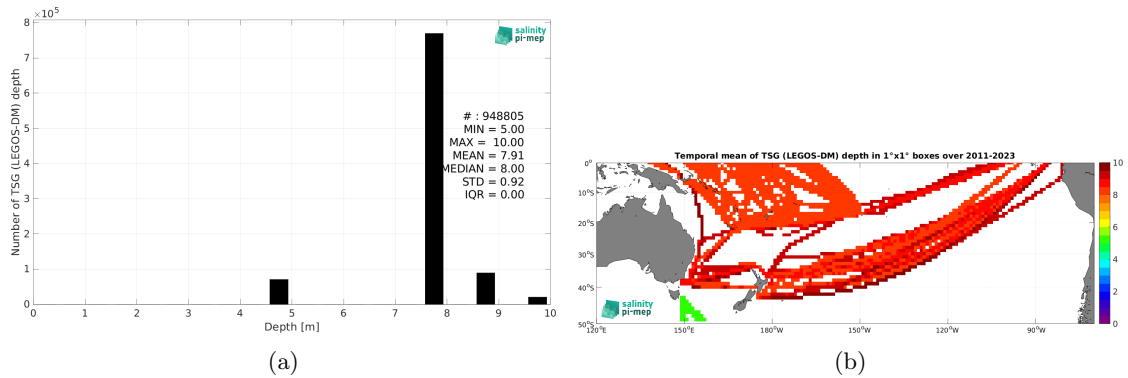 ×10⁵
8
7
6
5
4
3
2
1
0
Number of TSG (LEGOS-DM) depth
salinity
pi-mep
# : 948805
MIN = 5.00
MAX = 10.00
MEAN = 7.91
MEDIAN = 8.00
STD = 0.92
IQR = 0.00
0 1 2 3 4 5 6 7 8 9 10
Depth [m]
(a)
Temporal mean of TSG (LEGOS-DM) depth in 1°x1° boxes over 2011-2023
0°
10°S
20°S
30°S
40°S
50°S
salinity
pi-mep
120°E 150°E 180°W 150°W 120°W 90°W
10
8
6
4
2
0
(b)